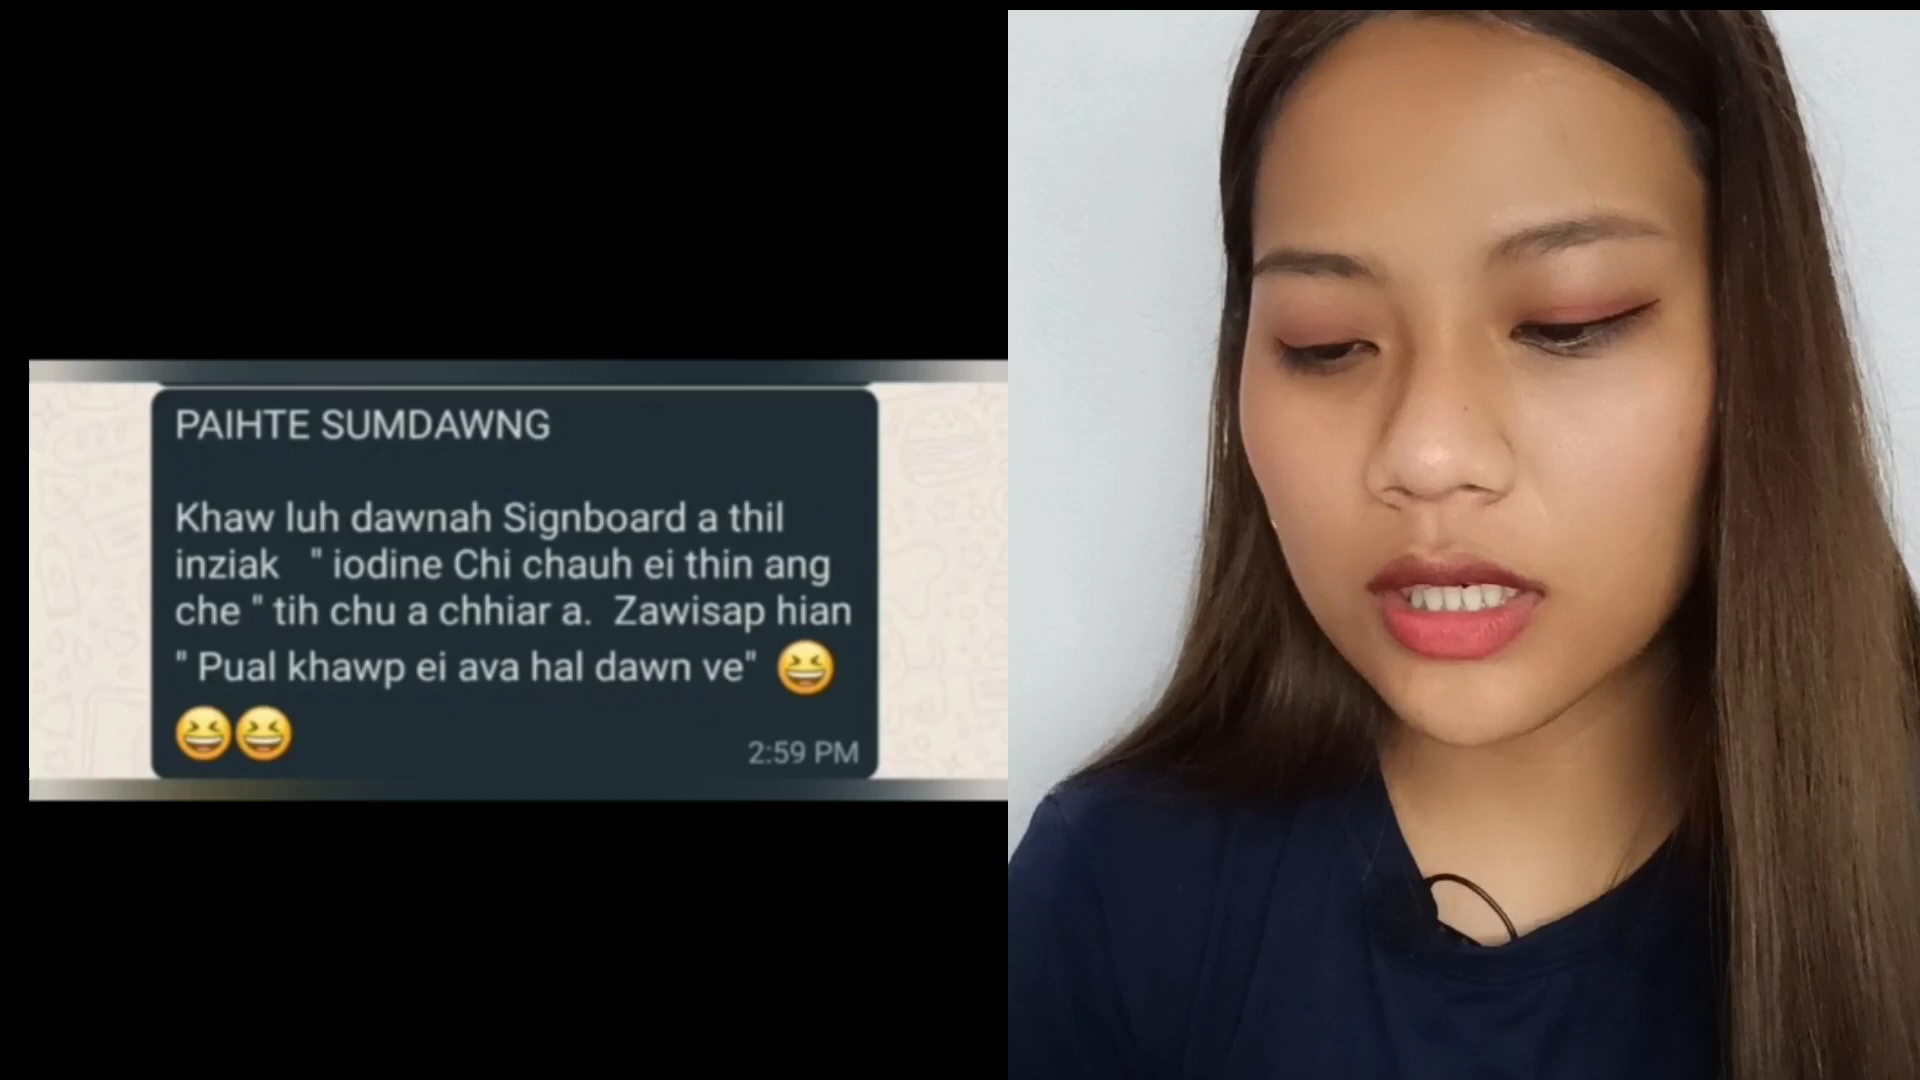 PAIHTE SUMDAWNG
Khaw luh dawnah Signboard a thil
inziak " iodine Chi chauh ei thin ang
che " tih chu a chhiar a. Zawisap hian
" Pual khawp ei ava hal dawn ve" 😆
😆😆
2:59 PM